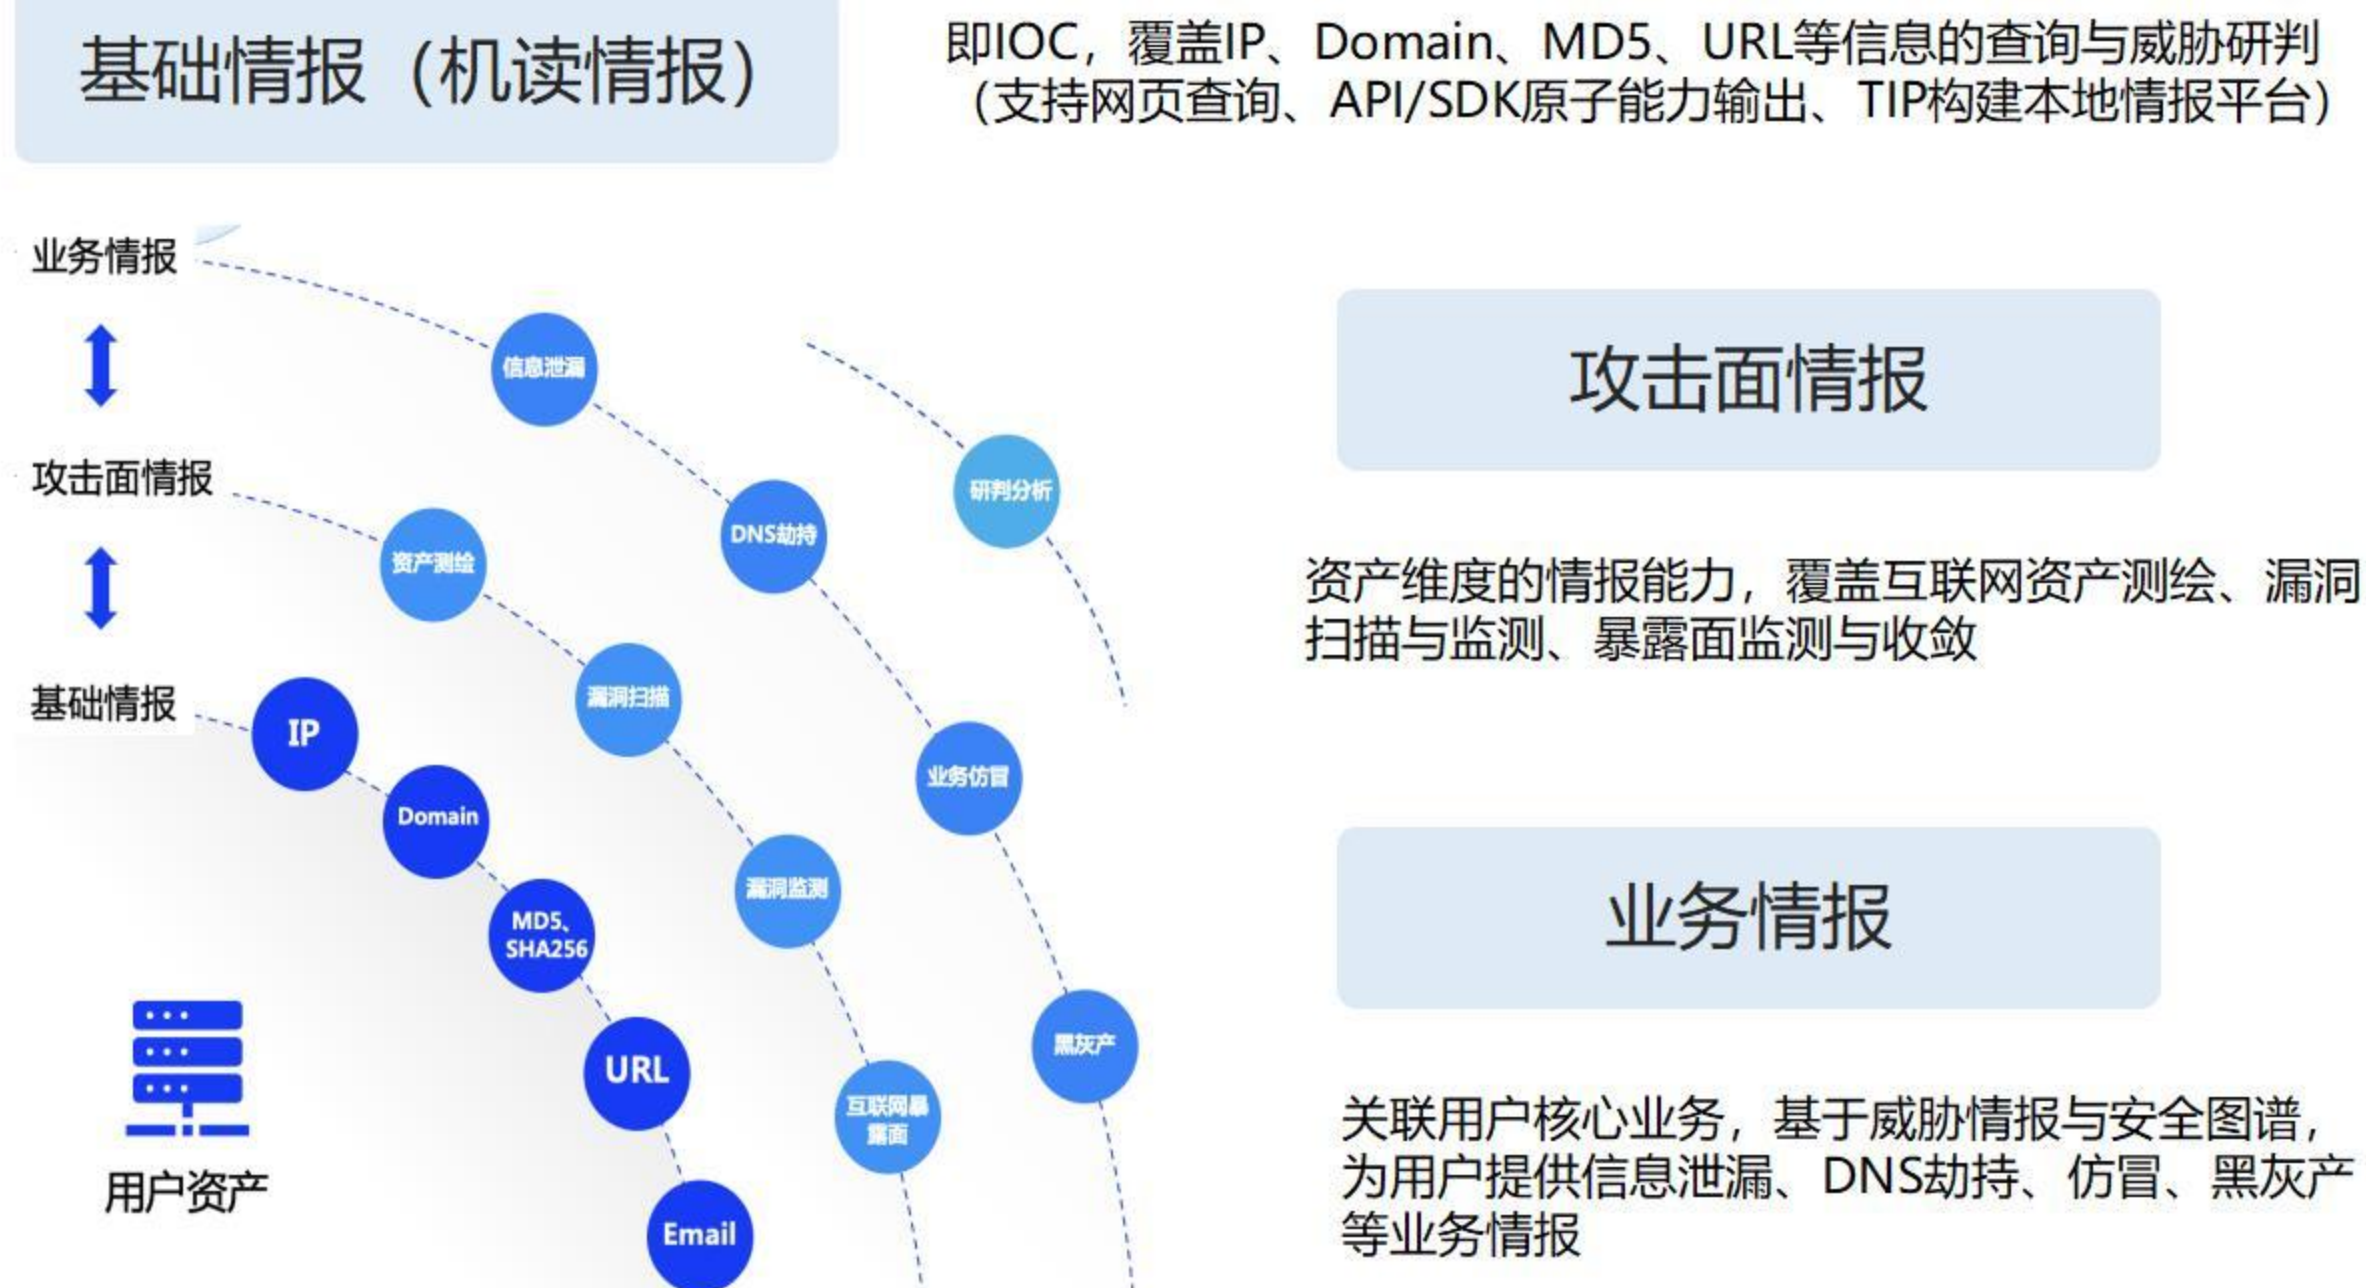 基础情报（机读情报）
即IOC，覆盖IP、Domain、MD5、URL等信息的查询与威胁研判
（支持网页查询、API/SDK原子能力输出、TIP构建本地情报平台）
业务情报
信息泄漏
DNS劫持
业务仿冒
黑灰产
研判分析
攻击面情报
资产测绘
漏洞扫描
漏洞监测
互联网暴
露面
基础情报
IP
Domain
MD5、
SHA256
URL
Email
用户资产
攻击面情报
资产维度的情报能力，覆盖互联网资产测绘、漏洞
扫描与监测、暴露面监测与收敛
业务情报
关联用户核心业务，基于威胁情报与安全图谱，
为用户提供信息泄漏、DNS劫持、仿冒、黑灰产
等业务情报